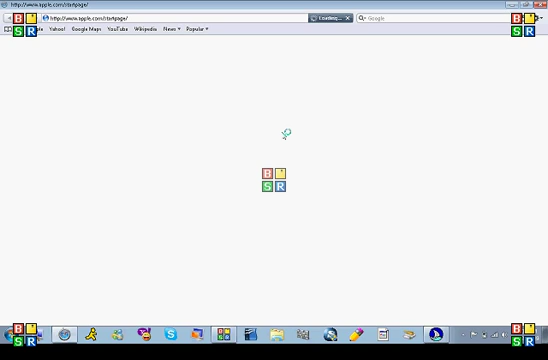 http://www.apple.com/startpage/
http://www.apple.com/startpage/ Loading... Google
Yahoo! Google Maps YouTube Wikipedia News Popular
B S R
B S R
B S R
B S R
B S R